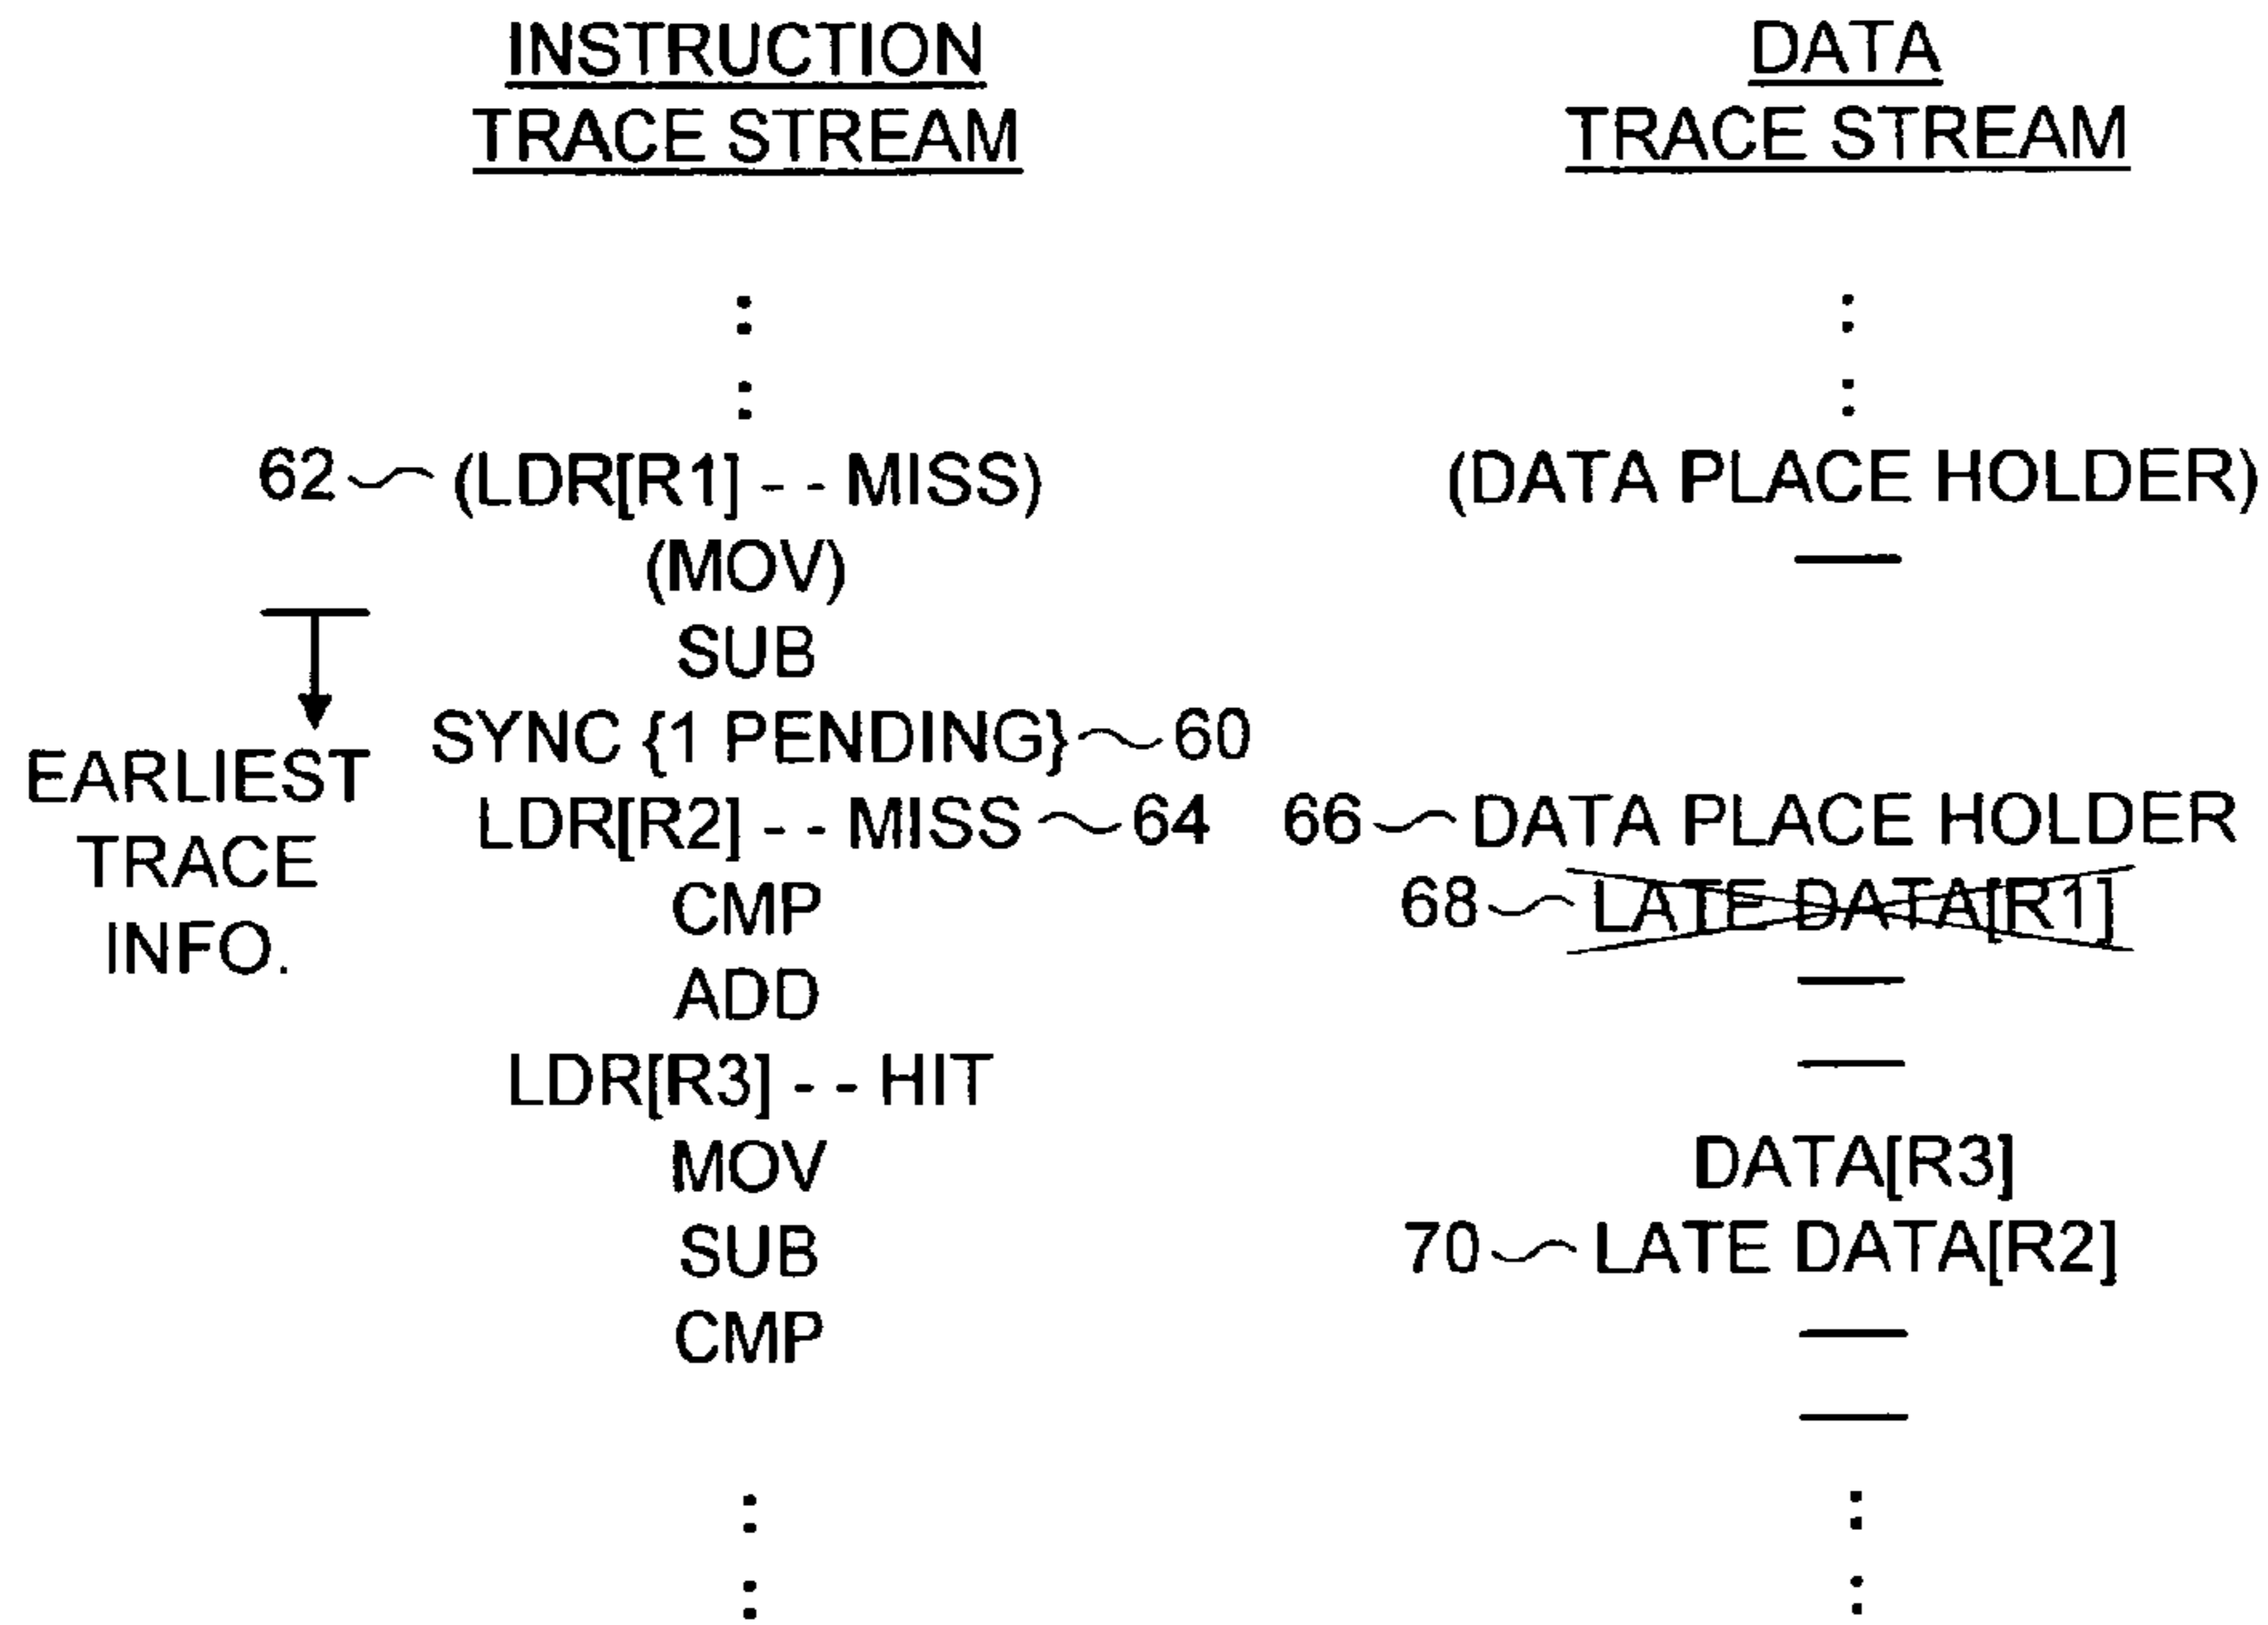 INSTRUCTION
TRACE STREAM
DATA
TRACE STREAM
62 (LDR[R1] - - MISS) (DATA PLACE HOLDER)
(MOV)
SUB
SYNC {1 PENDING} 60
EARLIEST
TRACE
INFO.
LDR[R2] - - MISS 64 66 DATA PLACE HOLDER
CMP 68 LATE DATA[R1]
ADD
LDR[R3] - - HIT
MOV DATA[R3]
SUB 70 LATE DATA[R2]
CMP